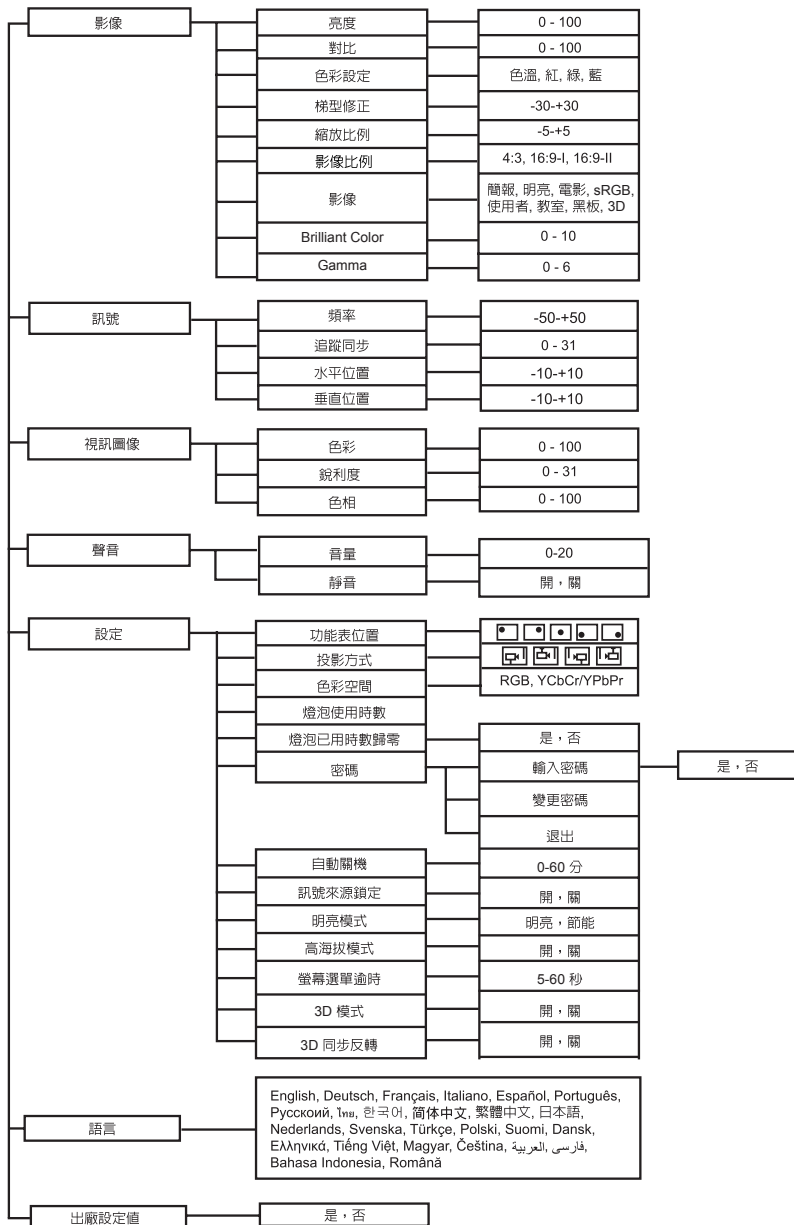 影像
亮度
0 - 100
對比
0 - 100
色彩設定
色溫, 紅, 綠, 藍
梯型修正
-30-+30
縮放比例
-5-+5
影像比例
4:3, 16:9-I, 16:9-II
影像
簡報, 明亮, 電影, sRGB,
使用者, 教室, 黑板, 3D
Brilliant Color
0 - 10
Gamma
0 - 6
訊號
頻率
-50-+50
追蹤同步
0 - 31
水平位置
-10-+10
垂直位置
-10-+10
視訊圖像
色彩
0 - 100
銳利度
0 - 31
色相
0 - 100
聲音
音量
0-20
靜音
開，關
設定
功能表位置
投影方式
色彩空間
RGB, YCbCr/YPbPr
燈泡使用時數
燈泡已用時數歸零
是，否
密碼
輸入密碼
是，否
變更密碼
退出
自動關機
0-60 分
訊號來源鎖定
開，關
明亮模式
明亮，節能
高海拔模式
開，關
螢幕選單逾時
5-60 秒
3D 模式
開，關
3D 同步反轉
開，關
語言
English, Deutsch, Français, Italiano, Español, Português,
Русскоий, ไทย, 한국어, 简体中文, 繁體中文, 日本語,
Nederlands, Svenska, Türkçe, Polski, Suomi, Dansk,
Ελληνικά, Tiếng Việt, Magyar, Čeština, فارسی, العربية,
Bahasa Indonesia, Română
出廠設定值
是，否